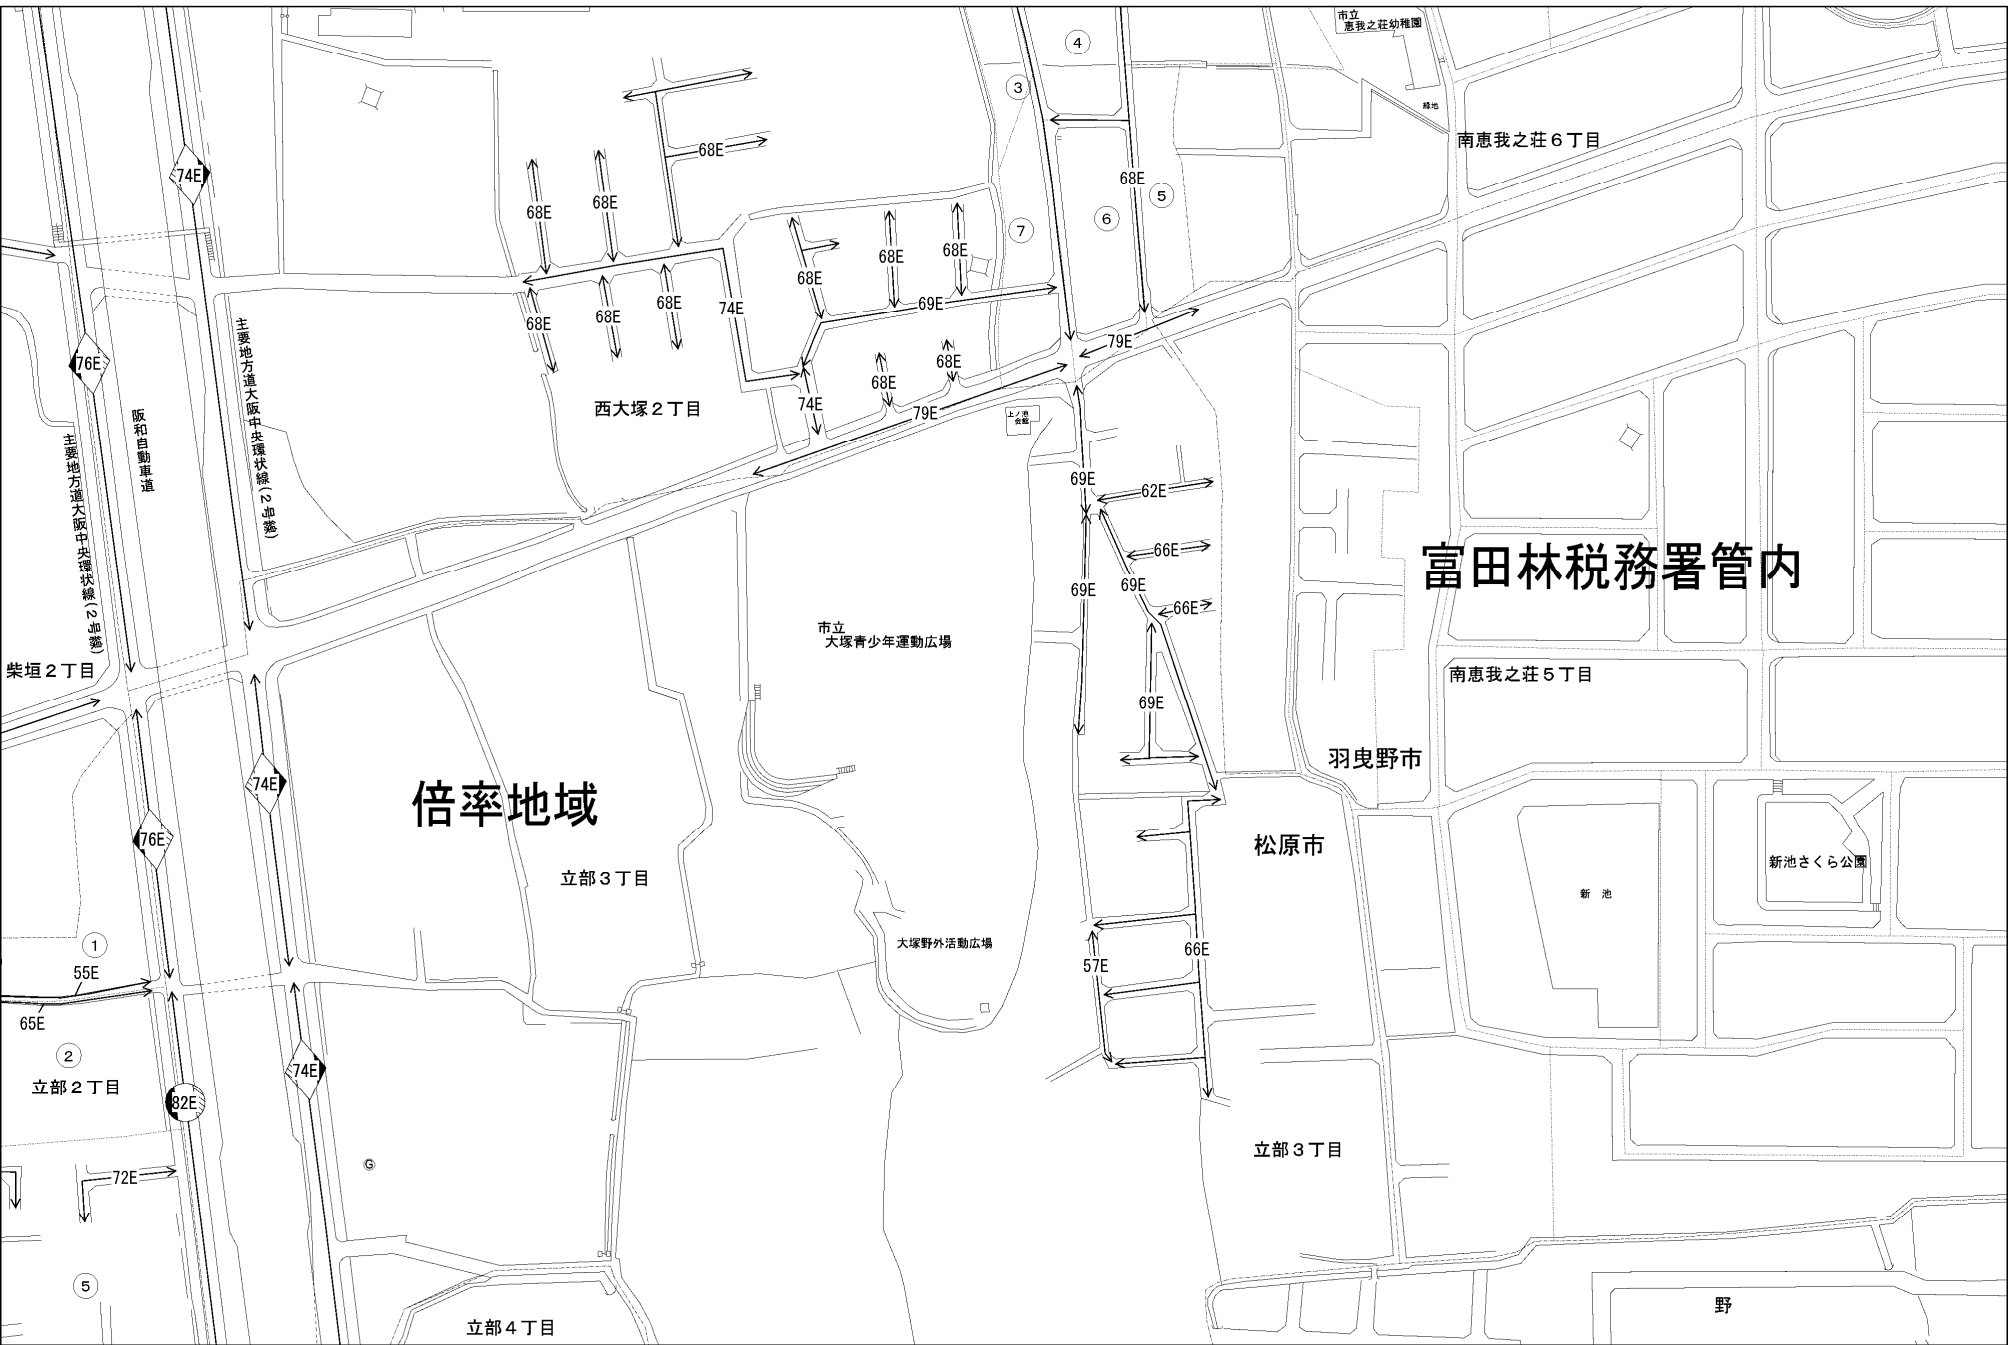 市立
恵我之荘幼稚園
④
③
緑地
南恵我之荘６丁目
68E
74E
68E
⑤
68E
68E
⑥
⑦
68E
68E
68E
68E
68E
69E
74E
68E
68E
68E
79E
76E
68E
68E
74E
79E
西大塚２丁目
上ノ池
会館
主要地方道大阪中央環状線(2号線)
阪和自動車道
主要地方道大阪中央環状線(2号線)
69E
62E
66E
富田林税務署管内
69E
69E
66E
市立
大塚青少年運動広場
柴垣２丁目
南恵我之荘５丁目
69E
羽曳野市
74E
倍率地域
76E
松原市
新池さくら公園
立部３丁目
新　池
①
大塚野外活動広場
66E
57E
55E
65E
②
74E
立部２丁目
82E
立部３丁目
G
72E
⑤
野
立部４丁目